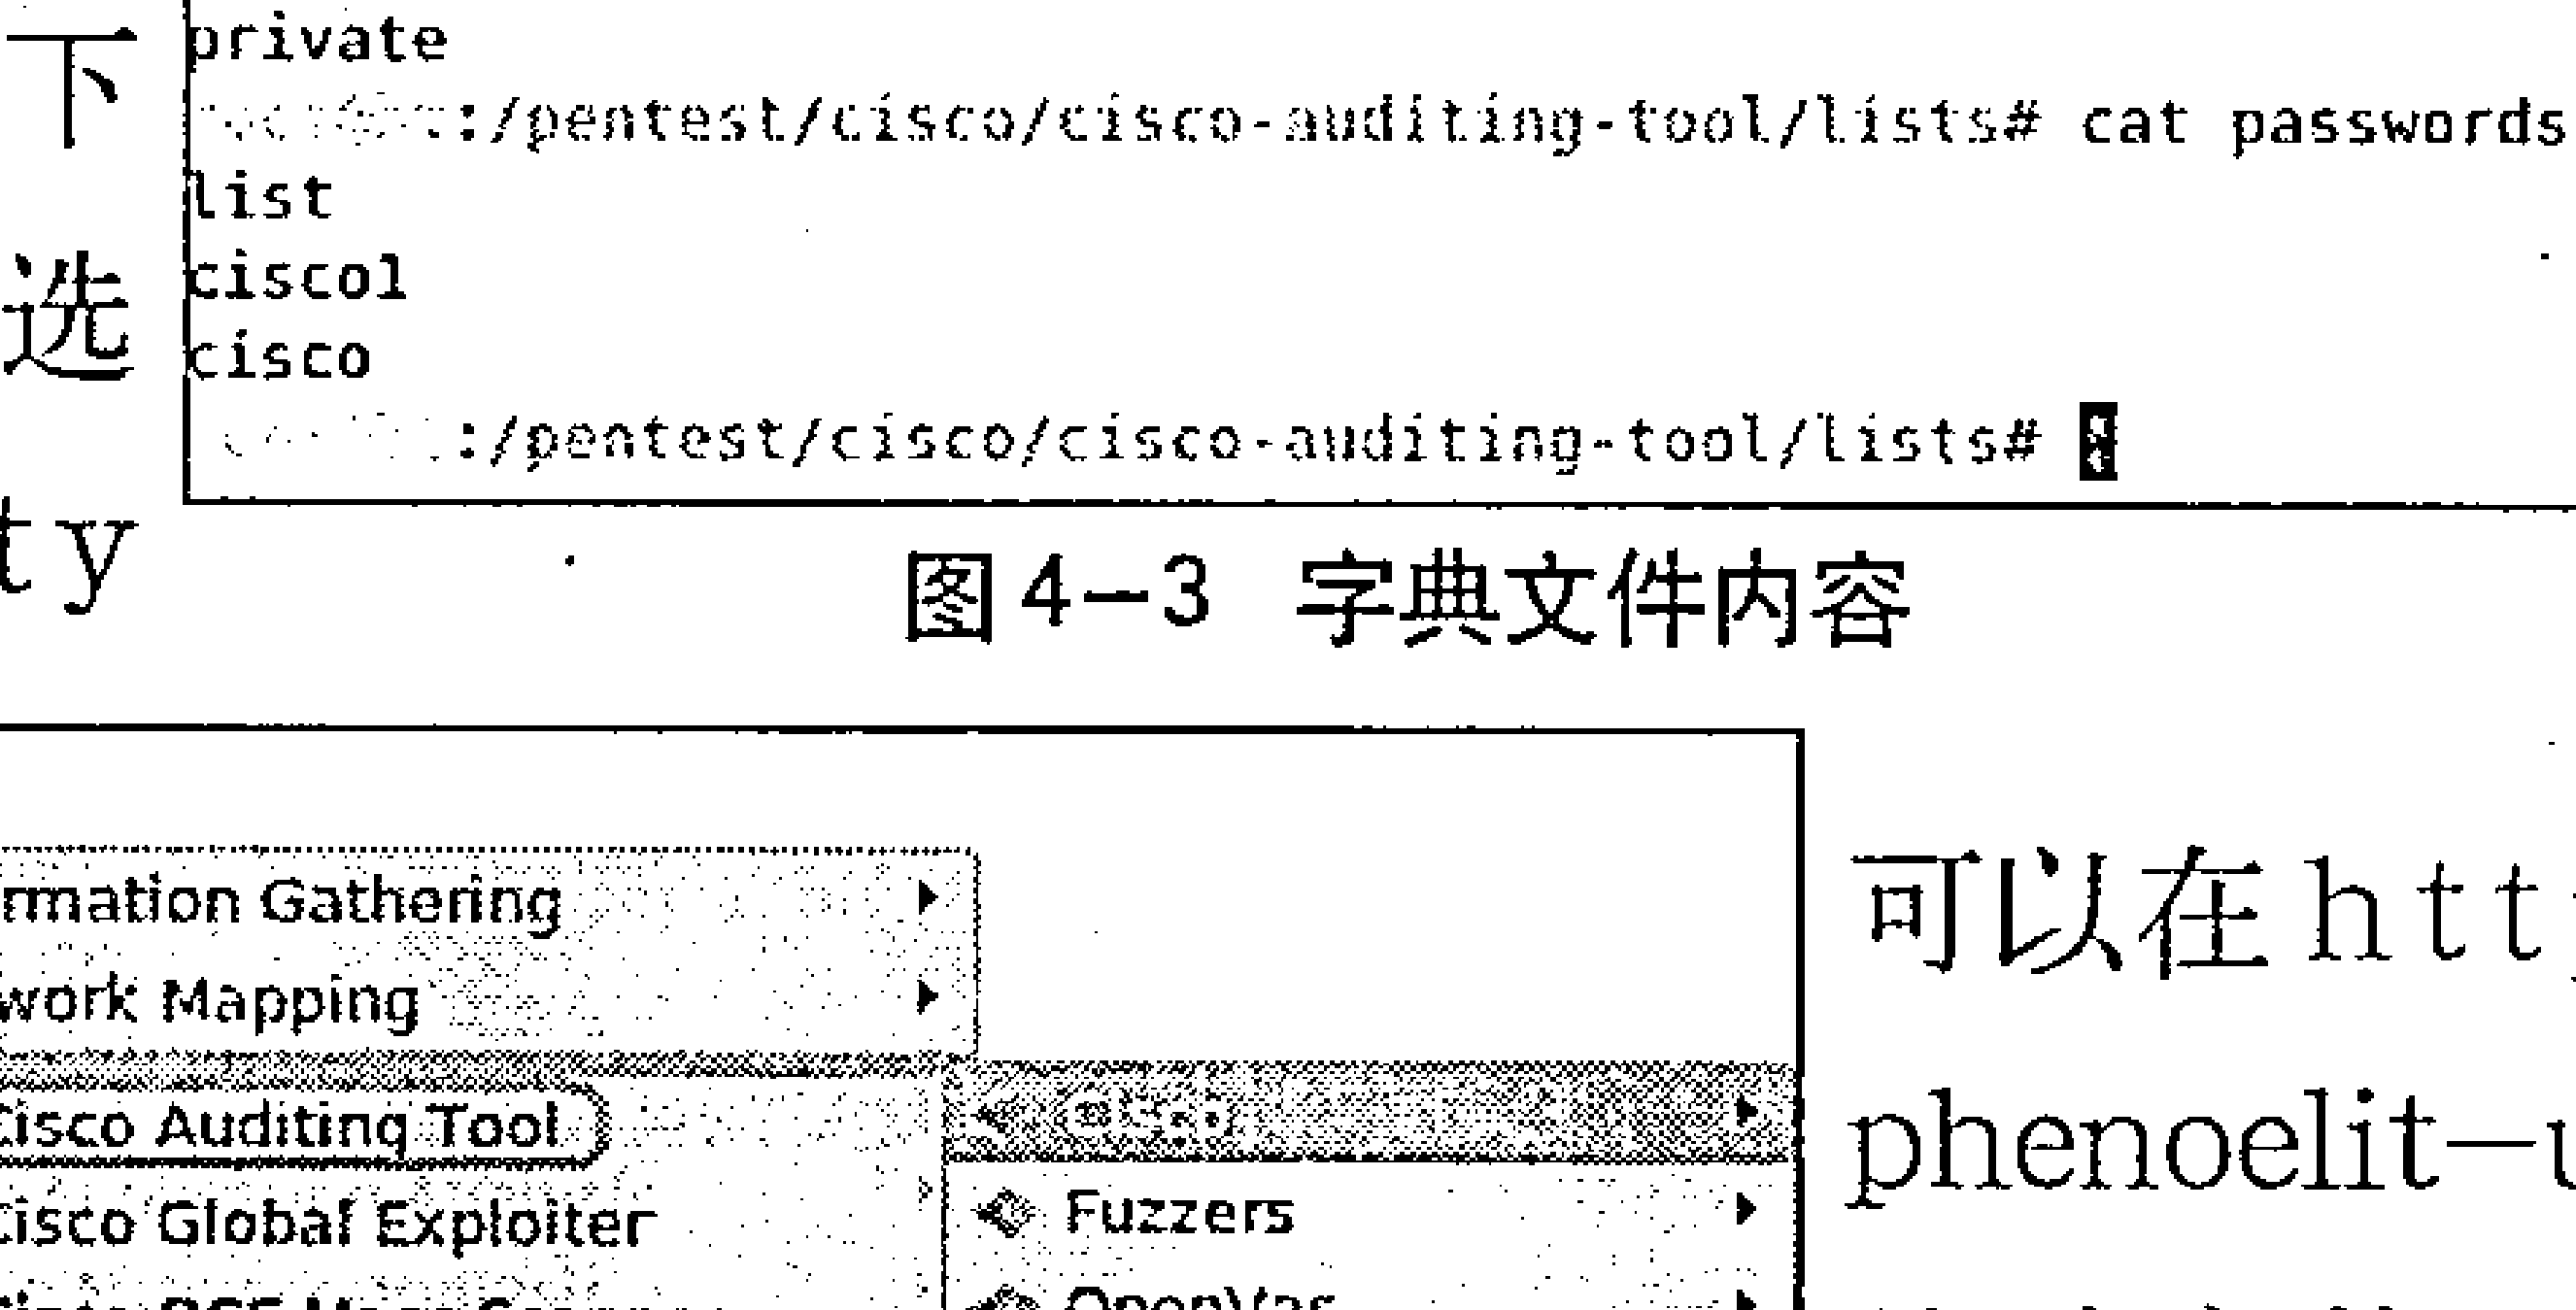 下
选
ty
private
:/pentest/cisco/cisco-auditing-tool/lists# cat passwords
list
cisco1
cisco
:/pentest/cisco/cisco-auditing-tool/lists#
图4-3 字典文件内容
rmation Gathering
work Mapping
Cisco Auditing Tool
Cisco Global Exploiter
Fuzzers
可以在htt
phenoelit-u